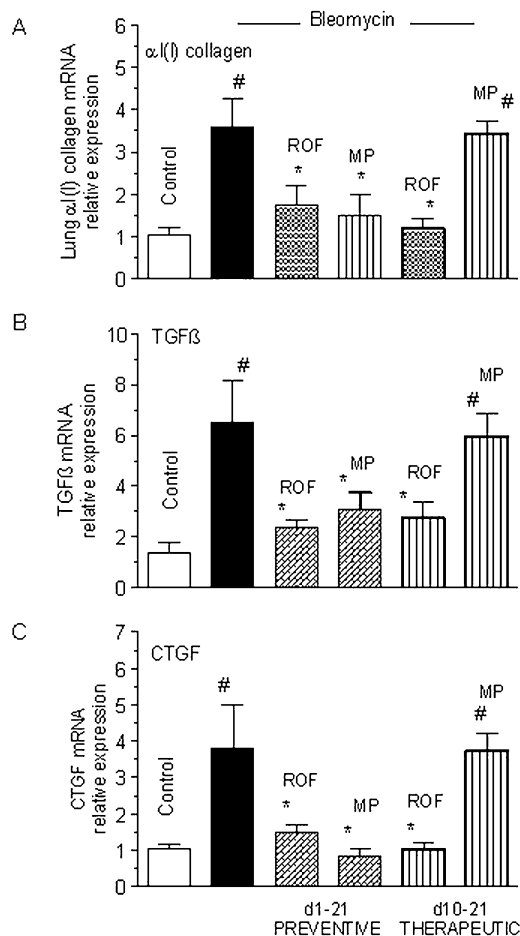 A
Bleomycin
αI(I) collagen
Lung αI(I) collagen mRNA
relative expression
6
5
4
3
2
1
0
Control
#
ROF
*
MP
*
ROF
*
MP #
B
TGFß
TGFß mRNA
relative expression
10
8
6
4
2
0
Control
#
ROF
*
MP
*
ROF
*
MP
#
C
CTGF
CTGF mRNA
relative expression
7
6
5
4
3
2
1
0
Control
#
ROF
*
MP
*
ROF
*
MP
#
d1-21
PREVENTIVE
d10-21
THERAPEUTIC